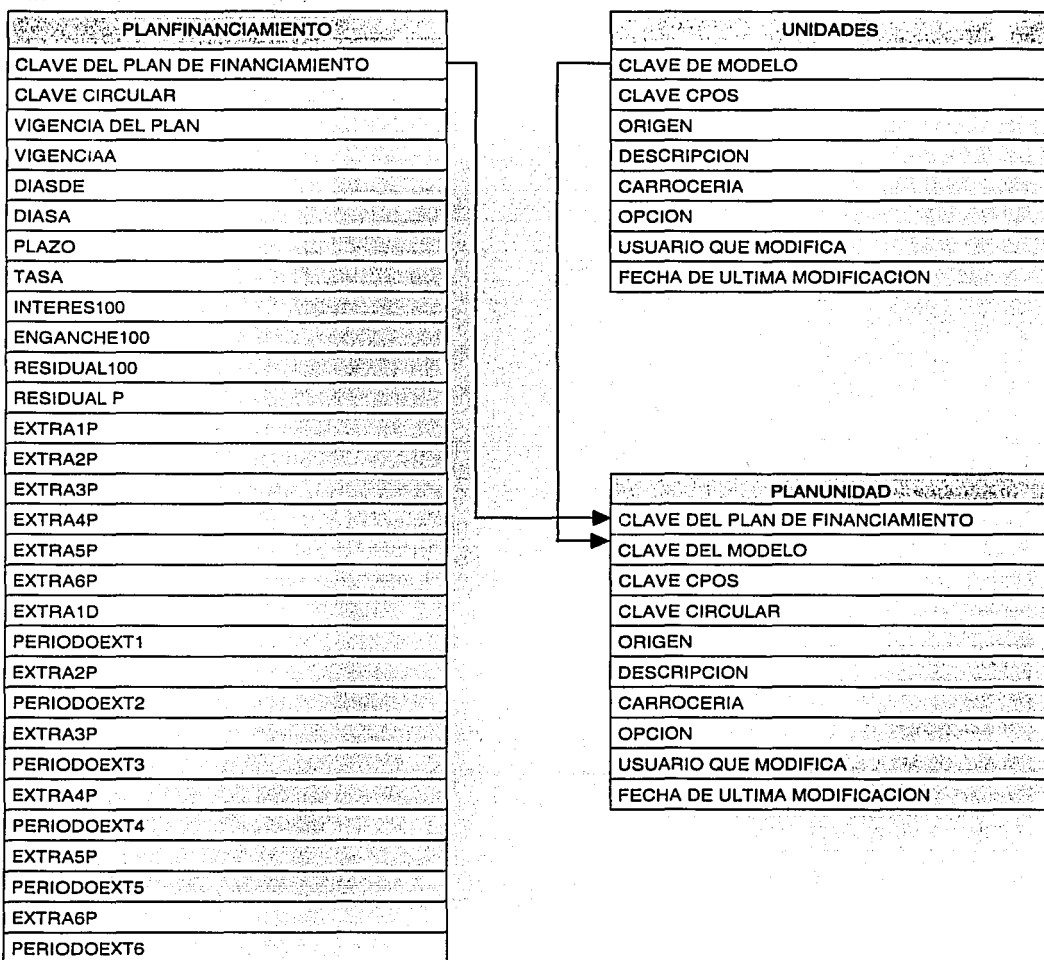 PLANFINANCIAMIENTO
CLAVE DEL PLAN DE FINANCIAMIENTO
CLAVE CIRCULAR
VIGENCIA DEL PLAN
VIGENCIAA
DIASDE
DIASA
PLAZO
TASA
INTERES100
ENGANCHE100
RESIDUAL100
RESIDUAL P
EXTRA1P
EXTRA2P
EXTRA3P
EXTRA4P
EXTRA5P
EXTRA6P
EXTRA1D
PERIODOEXT1
EXTRA2P
PERIODOEXT2
EXTRA3P
PERIODOEXT3
EXTRA4P
PERIODOEXT4
EXTRA5P
PERIODOEXT5
EXTRA6P
PERIODOEXT6
UNIDADES
CLAVE DE MODELO
CLAVE CPOS
ORIGEN
DESCRIPCION
CARROCERIA
OPCION
USUARIO QUE MODIFICA
FECHA DE ULTIMA MODIFICACION
PLANUNIDAD
CLAVE DEL PLAN DE FINANCIAMIENTO
CLAVE DEL MODELO
CLAVE CPOS
CLAVE CIRCULAR
ORIGEN
DESCRIPCION
CARROCERIA
OPCION
USUARIO QUE MODIFICA
FECHA DE ULTIMA MODIFICACION